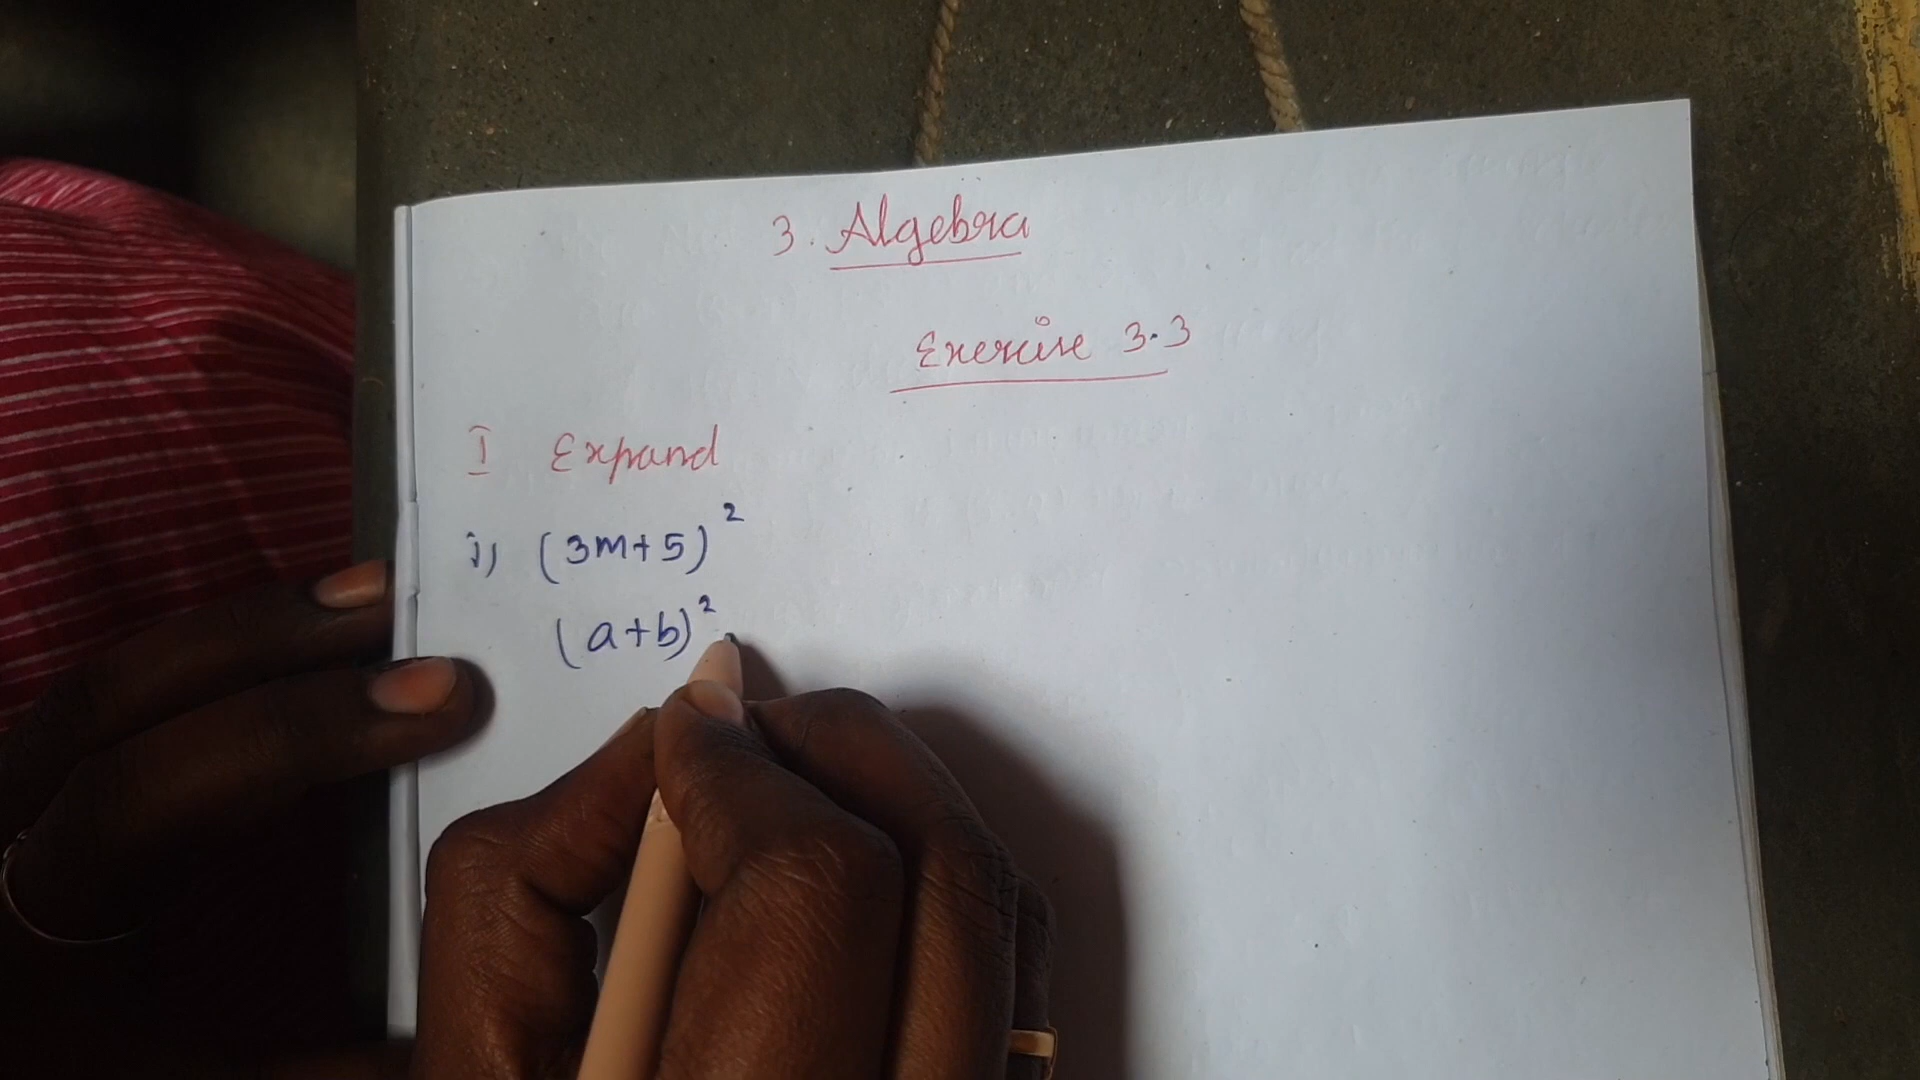 3. Algebra
Exercise 3.3
I Expand
i) (3m+5)²
(a+b)²